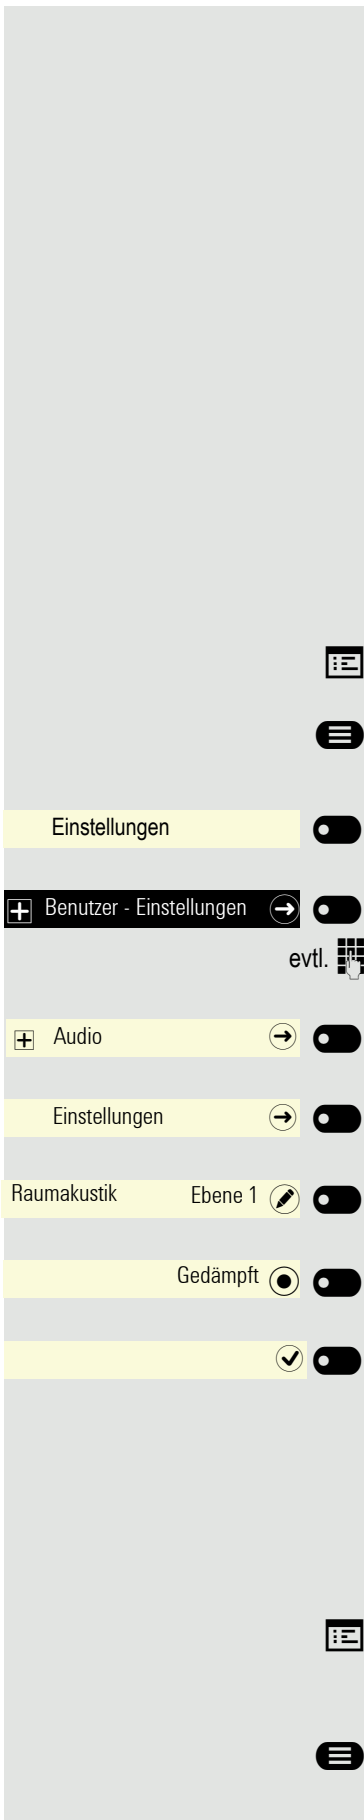 Einstellungen
Benutzer - Einstellungen
evtl.
Audio
Einstellungen
Raumakustik Ebene 1
Gedämpft